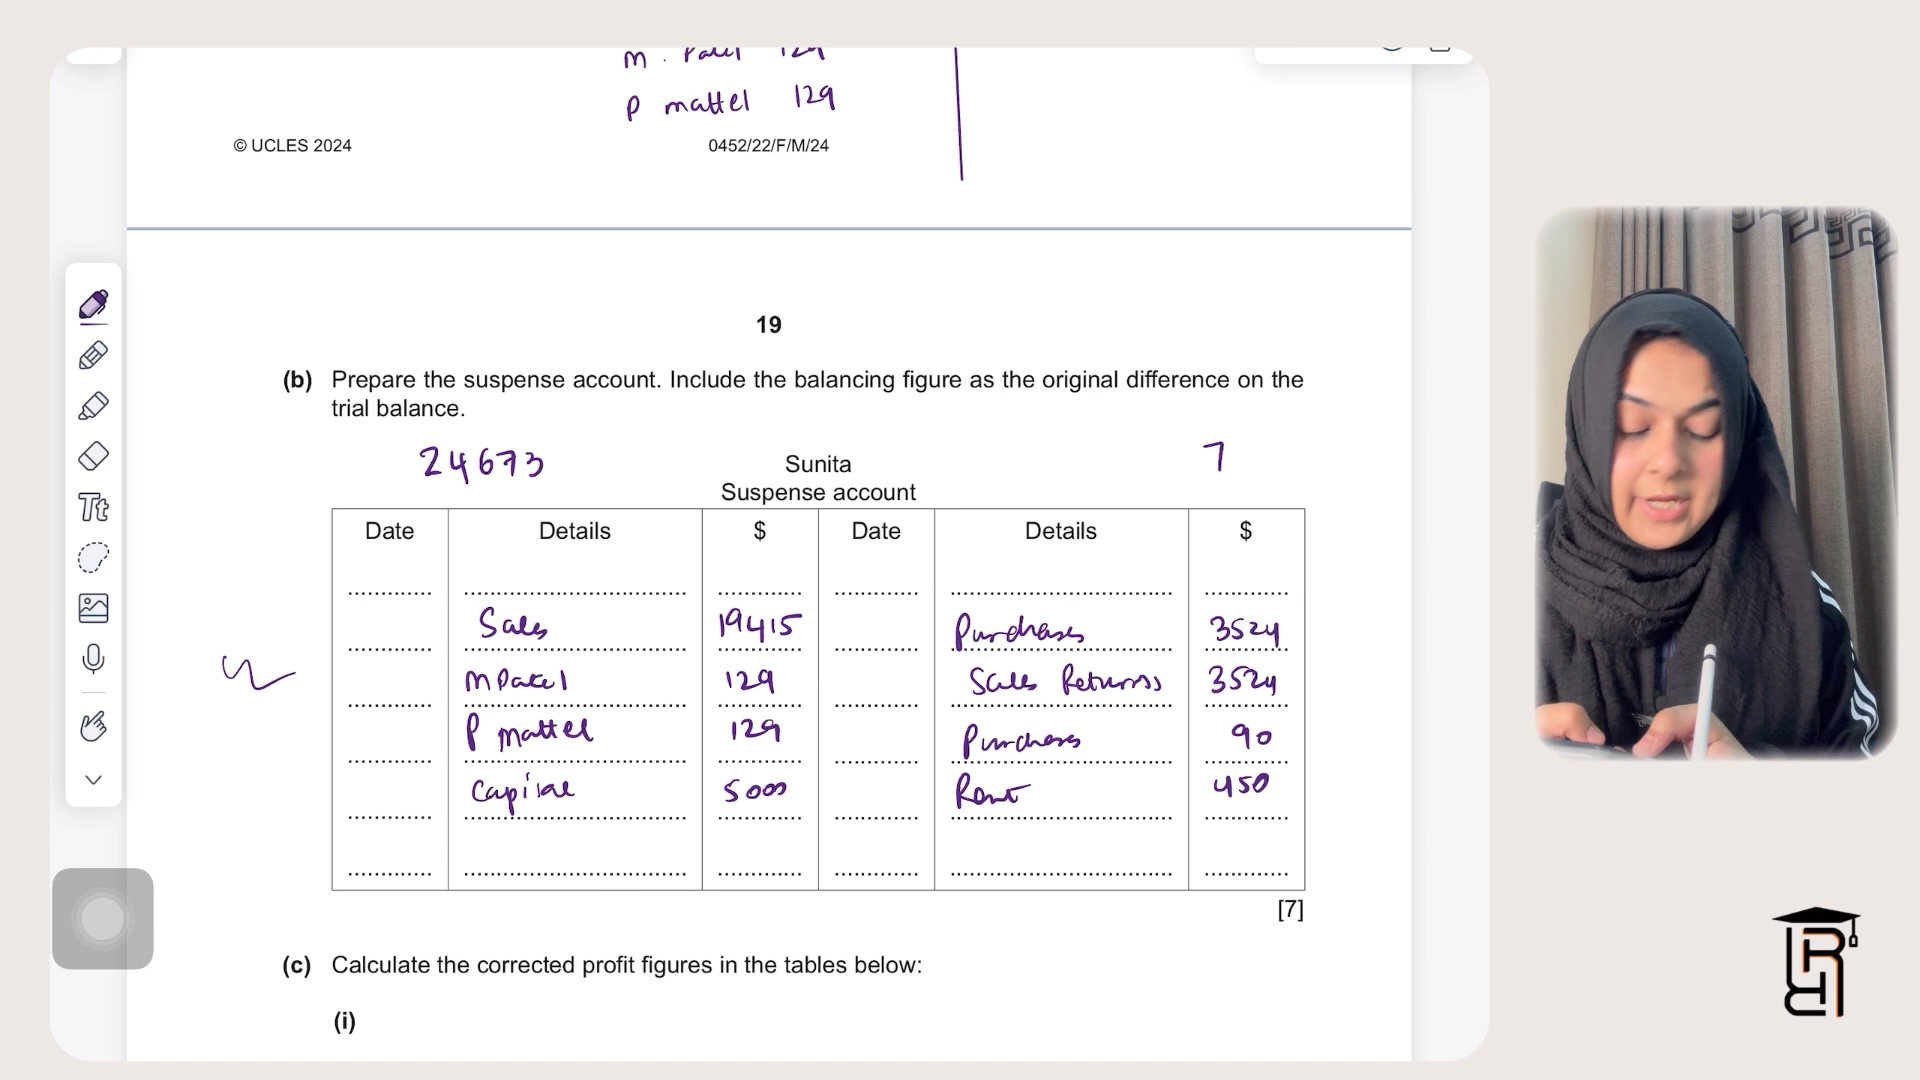 P mattel 129
© UCLES 2024 0452/22/F/M/24
19
(b) Prepare the suspense account. Include the balancing figure as the original difference on the
trial balance.
24673 Sunita 7
Suspense account
Date Details $ Date Details $
Sales 19415 Purchases 3524
M Patel 129 Sales Returns 3524
P mattel 129 Purchases 90
Capital 5000 Rent 450
[7]
(c) Calculate the corrected profit figures in the tables below:
(i)
Tt